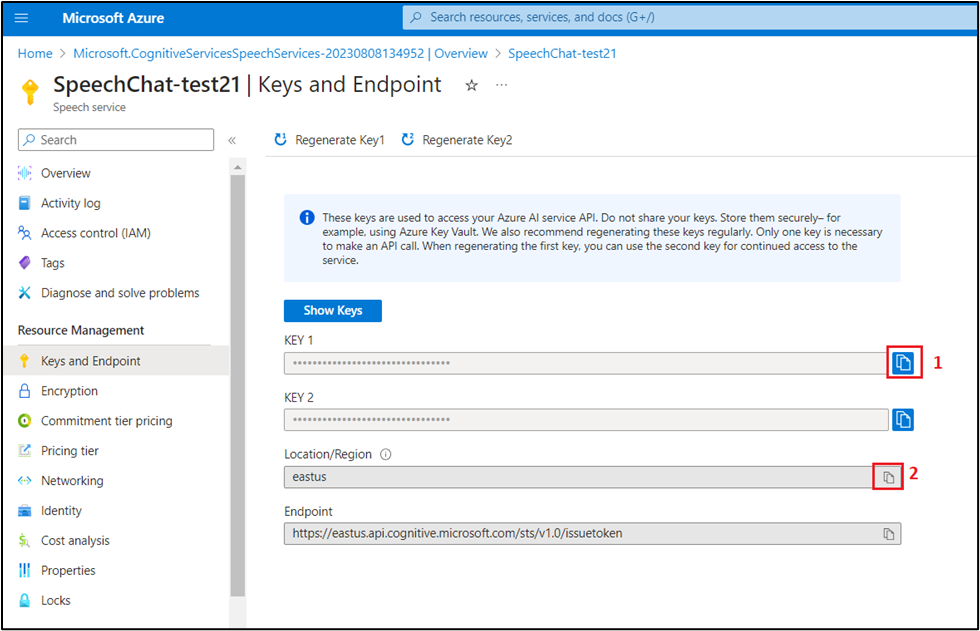 Microsoft Azure
Search resources, services, and docs (G+/)
Home > Microsoft.CognitiveServicesSpeechServices-20230808134952 | Overview > SpeechChat-test21
SpeechChat-test21 | Keys and Endpoint
Speech service
Search
Overview
Activity log
Access control (IAM)
Tags
Diagnose and solve problems
Resource Management
Keys and Endpoint
Encryption
Commitment tier pricing
Pricing tier
Networking
Identity
Cost analysis
Properties
Locks
Regenerate Key1
Regenerate Key2
These keys are used to access your Azure AI service API. Do not share your keys. Store them securely– for
example, using Azure Key Vault. We also recommend regenerating these keys regularly. Only one key is necessary
to make an API call. When regenerating the first key, you can use the second key for continued access to the
service.
Show Keys
KEY 1
1
KEY 2
Location/Region
eastus
2
Endpoint
https://eastus.api.cognitive.microsoft.com/sts/v1.0/issuetoken